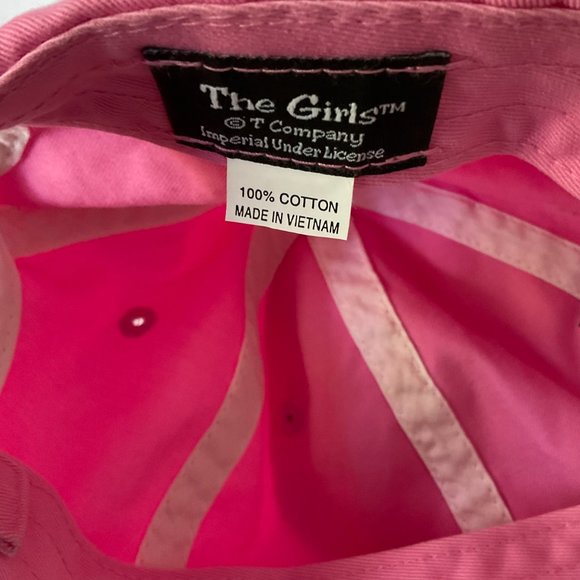 The Girls™
© T Company
Imperial Under License
100% COTTON
MADE IN VIETNAM